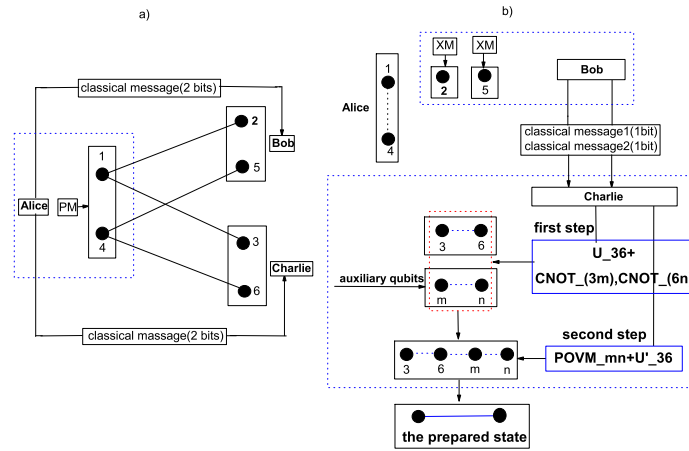 a)
classical message(2 bits)
2
Bob
5
1
Alice
PM
4
3
Charlie
6
classical massage(2 bits)
b)
XM
XM
2
5
Bob
1
Alice
4
classical message1(1bit)
classical message2(1bit)
Charlie
first step
3
6
U_36+
CNOT_(3m),CNOT_(6n
auxiliary qubits
m
n
second step
POVM_mn+U'_36
3
6
m
n
the prepared state